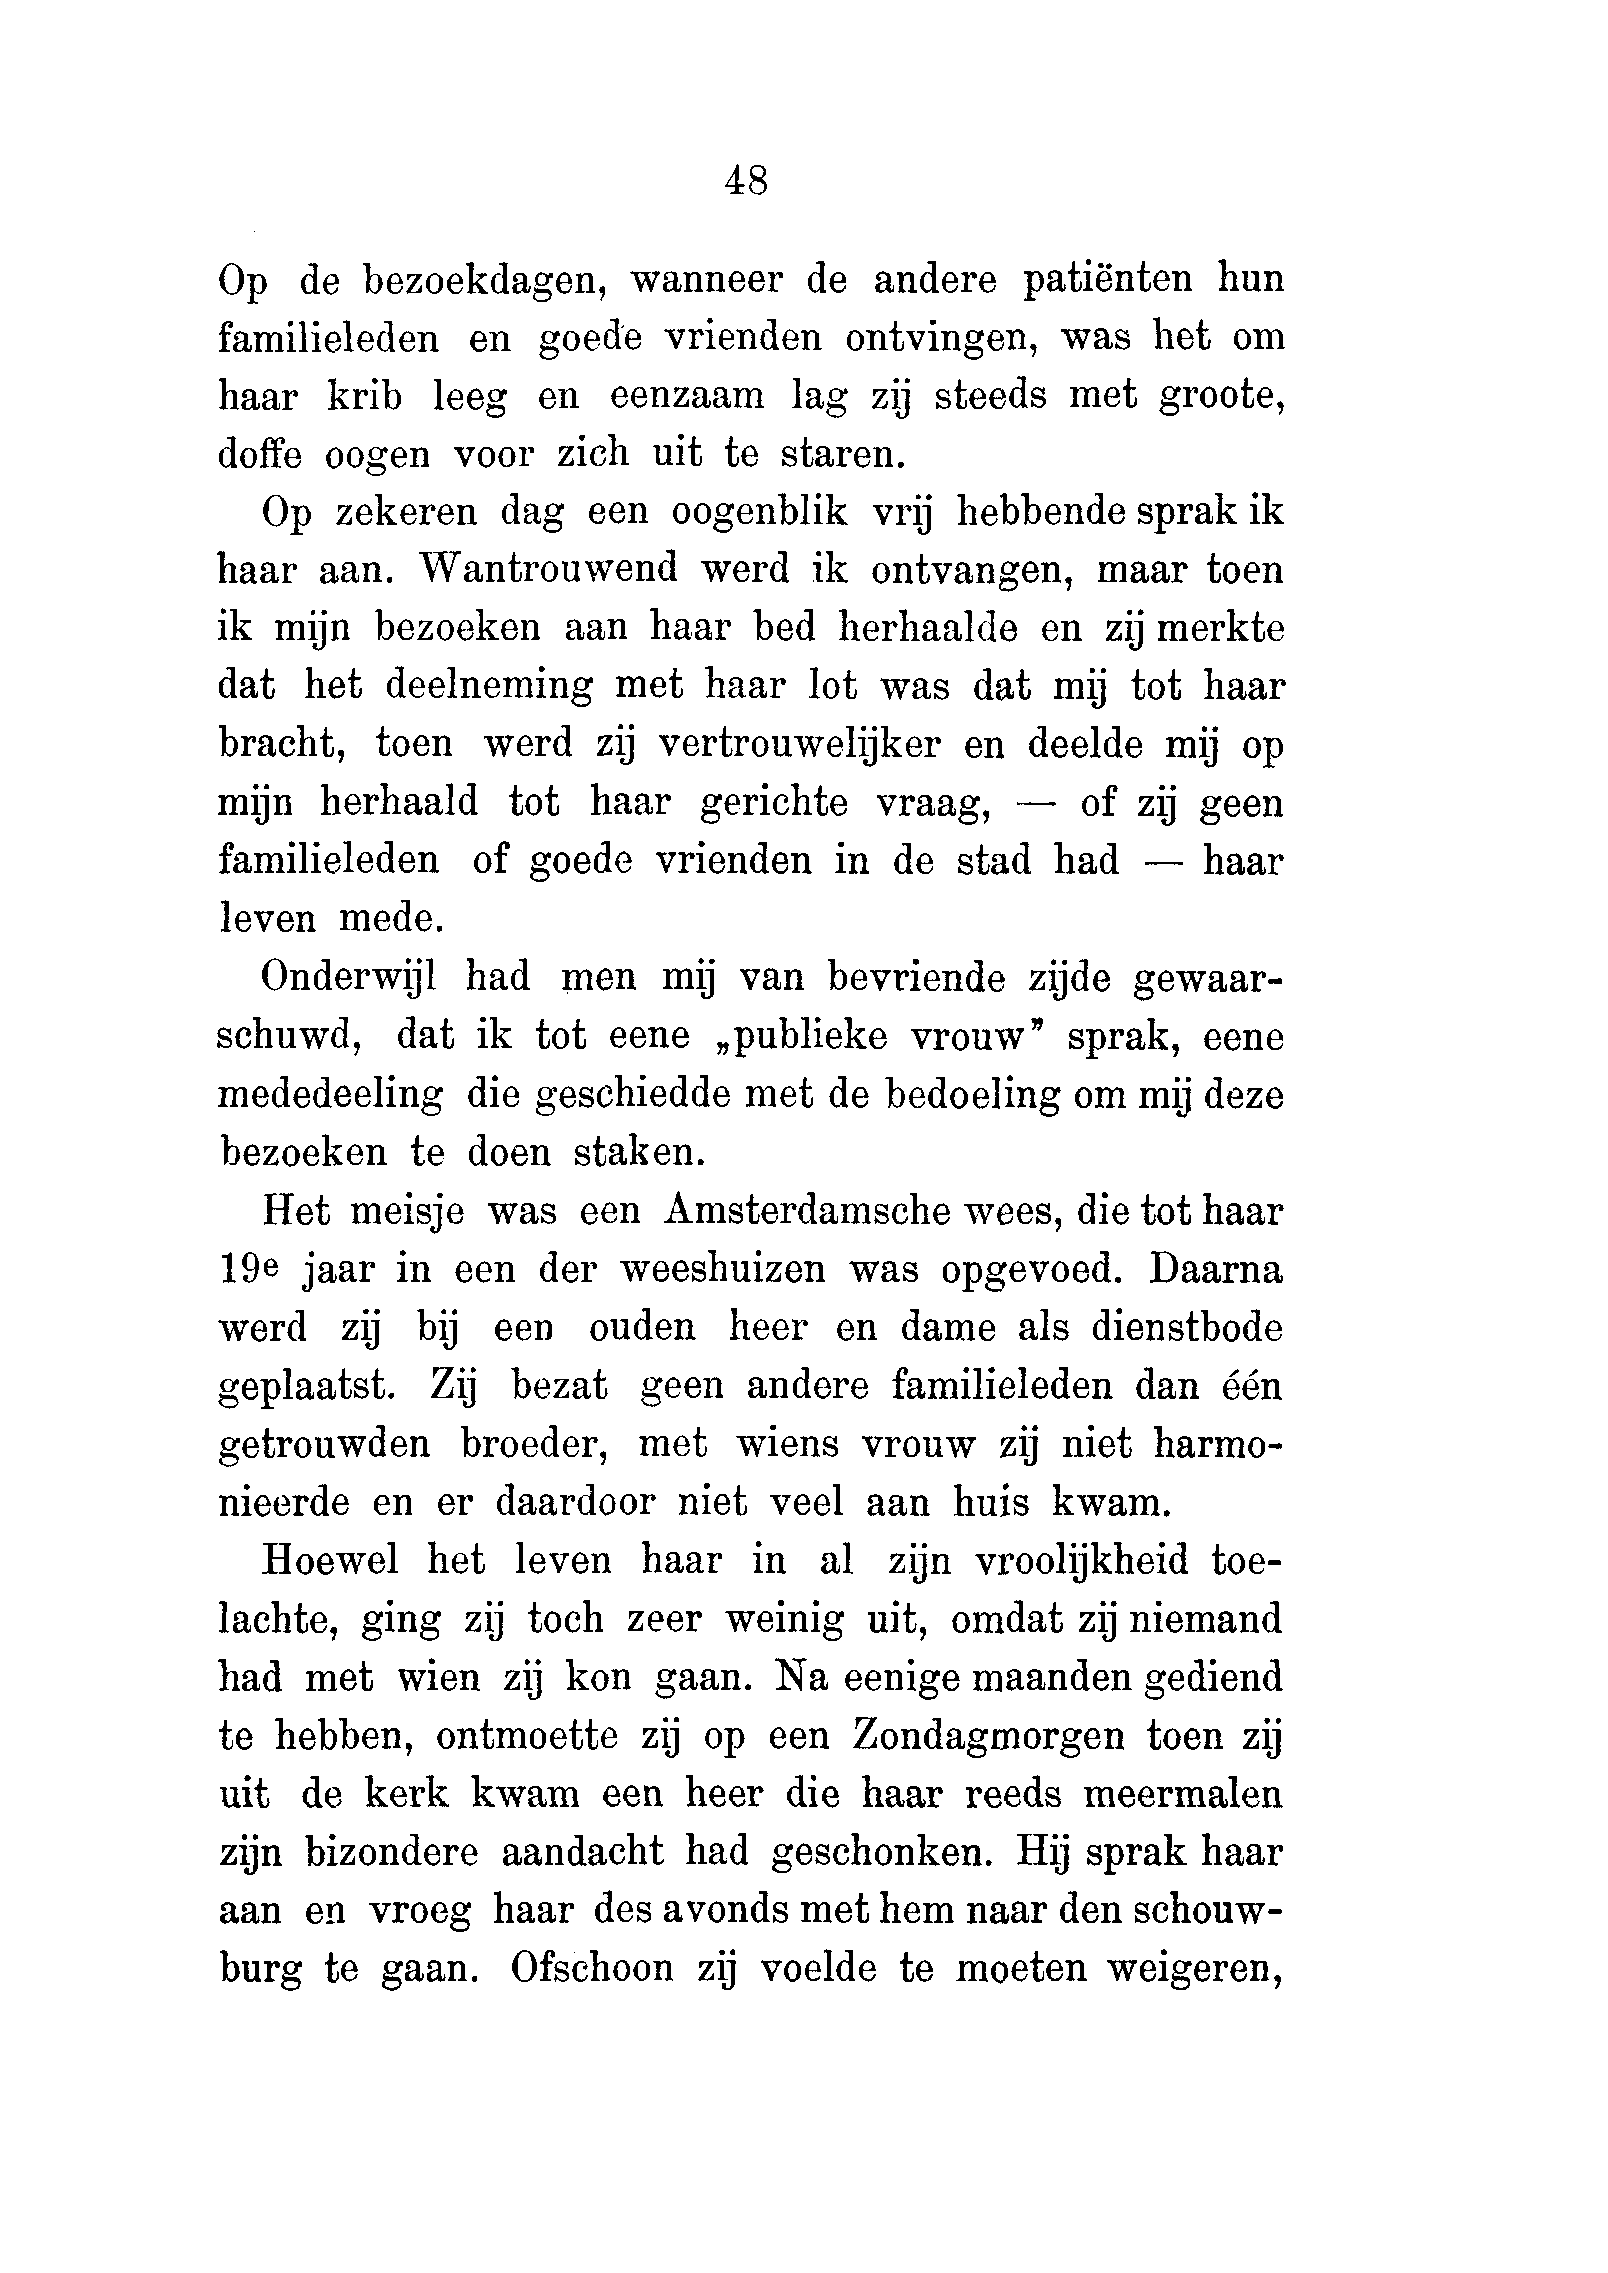 48
Op de bezoekdagen, wanneer de andere patiënten hun
familieleden en goede vrienden ontvingen, was het om
haar krib leeg en eenzaam lag zij steeds met groote,
doffe oogen voor zich uit te staren.
Op zekeren dag een oogenblik vrij hebbende sprak ik
haar aan. Wantrouwend werd ik ontvangen, maar toen
ik mijn bezoeken aan haar bed herhaalde en zij merkte
dat het deelneming met haar lot was dat mij tot haar
bracht, toen werd zij vertrouwelijker en deelde mij op
mijn herhaald tot haar gerichte vraag, — of zij geen
familieleden of goede vrienden in de stad had — haar
leven mede.
Onderwijl had men mij van bevriende zijde gewaar-
schuwd, dat ik tot eene „publieke vrouw” sprak, eene
mededeeling die geschiedde met de bedoeling om mij deze
bezoeken te doen staken.
Het meisje was een Amsterdamsche wees, die tot haar
19e jaar in een der weeshuizen was opgevoed. Daarna
werd zij bij een ouden heer en dame als dienstbode
geplaatst. Zij bezat geen andere familieleden dan één
getrouwden broeder, met wiens vrouw zij niet harmo-
nieerde en er daardoor niet veel aan huis kwam.
Hoewel het leven haar in al zijn vroolijkheid toe-
lachte, ging zij toch zeer weinig uit, omdat zij niemand
had met wien zij kon gaan. Na eenige maanden gediend
te hebben, ontmoette zij op een Zondagmorgen toen zij
uit de kerk kwam een heer die haar reeds meermalen
zijn bizondere aandacht had geschonken. Hij sprak haar
aan en vroeg haar des avonds met hem naar den schouw-
burg te gaan. Ofschoon zij voelde te moeten weigeren,